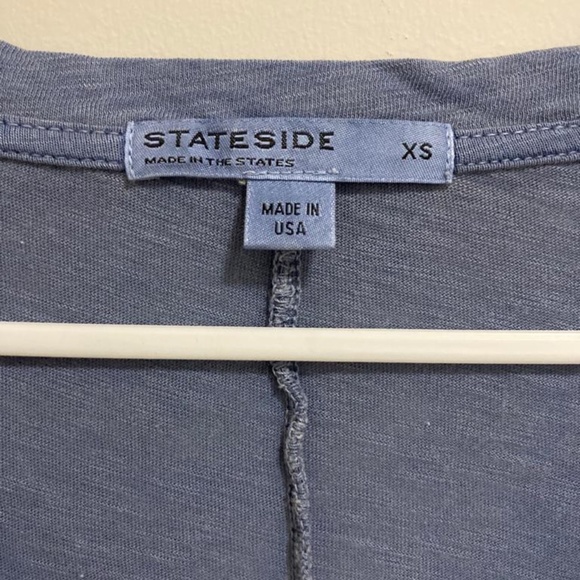 STATESIDE XS
MADE IN THE STATES
MADE IN
USA